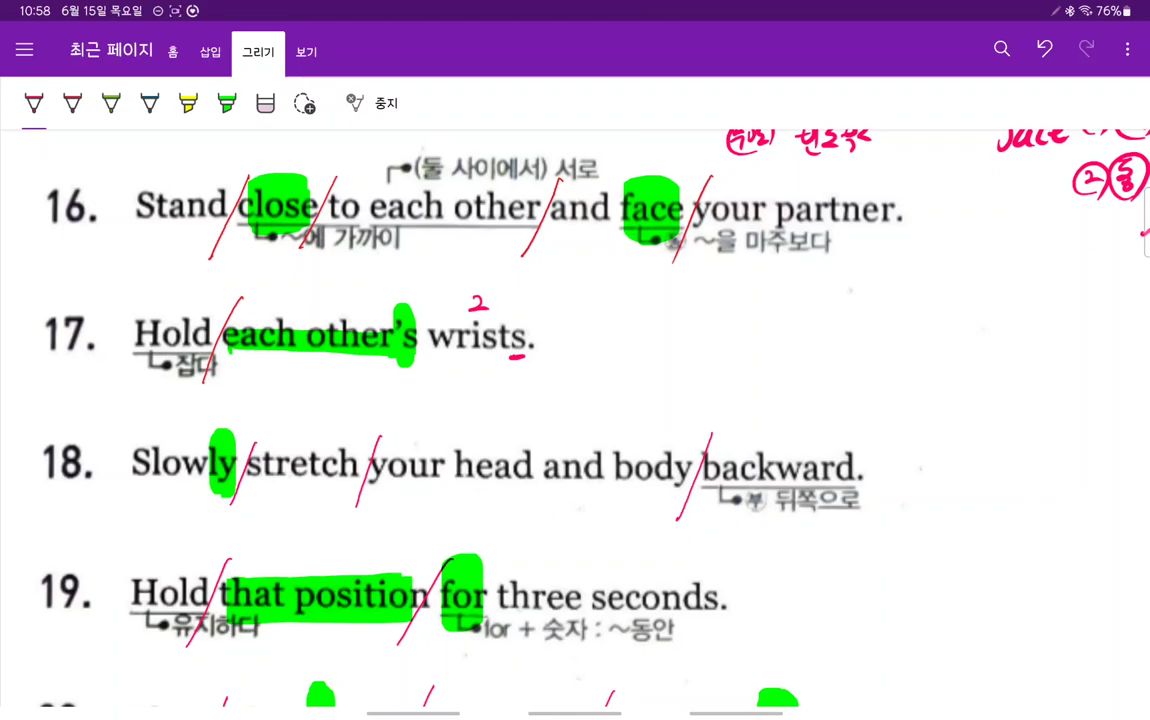 10:58 6월 15일 목요일 76%
최근 페이지 홈 삽입 그리기 보기
중지
(둘 사이에서) 서로
16. Stand close to each other and face your partner.
~에 가까이 ~을 마주보다
2
17. Hold each other's wrists.
잡다
18. Slowly stretch your head and body backward.
부 뒤쪽으로
19. Hold that position for three seconds.
유지하다 for + 숫자 : ~동안